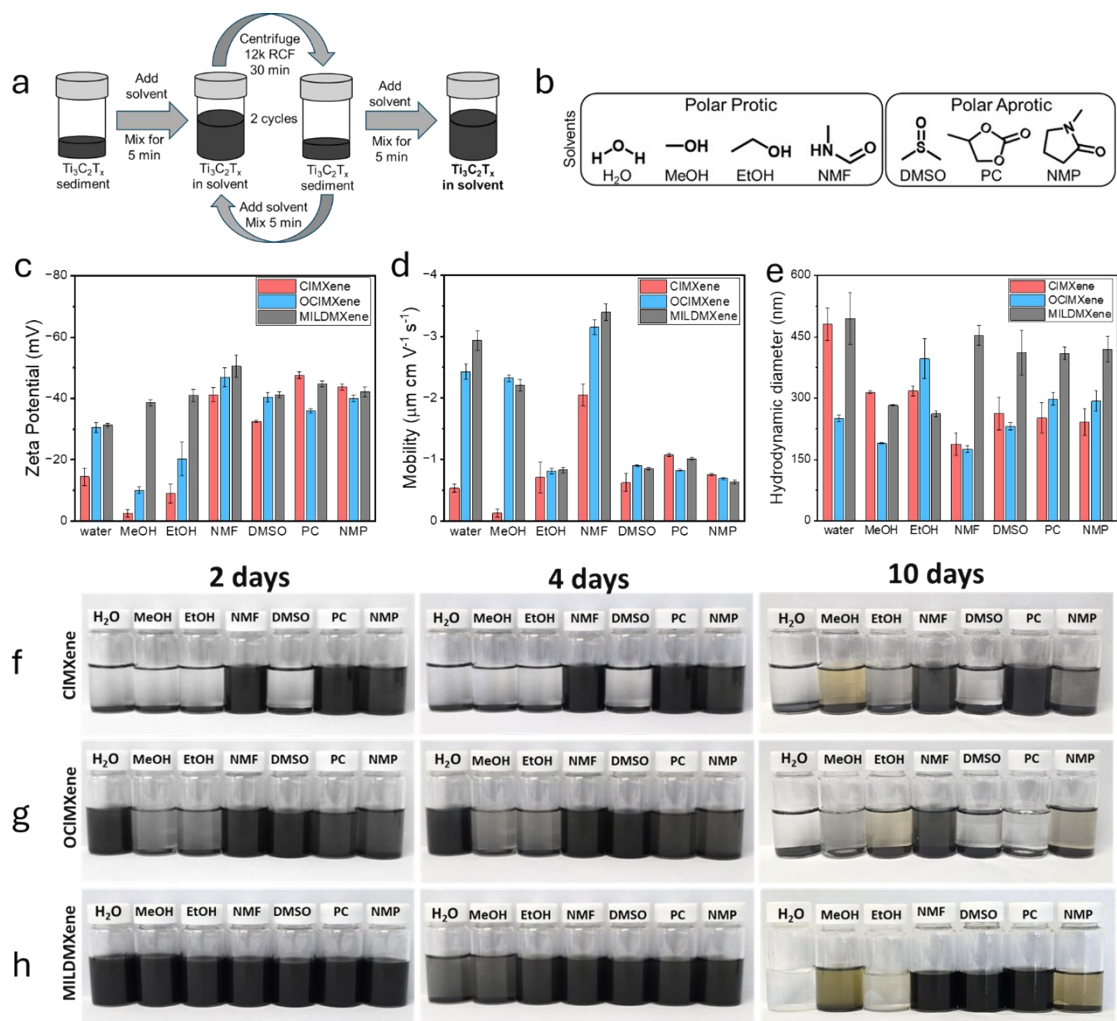 a
Centrifuge
12k RCF
30 min
Add
solvent
Mix for
5 min
2 cycles
Add
solvent
Mix for
5 min
Ti₃C₂Tₓ
sediment
Ti₃C₂Tₓ
in solvent
Ti₃C₂Tₓ
sediment
Ti₃C₂Tₓ
in solvent
Add solvent
Mix 5 min
b
Solvents
Polar Protic
Polar Aprotic
H O H
OH
OH
HN O
O S
O O O
N O
H₂O MeOH EtOH NMF DMSO PC NMP
c
Zeta Potential (mV)
−80
−60
−40
−20
0
CIMXene
OCIMXene
MILDMXene
water MeOH EtOH NMF DMSO PC NMP
d
Mobility (μm cm V⁻¹ s⁻¹)
−4
−3
−2
−1
0
CIMXene
OCIMXene
MILDMXene
water MeOH EtOH NMF DMSO PC NMP
e
Hydrodynamic diameter (nm)
600
450
300
150
0
CIMXene
OCIMXene
MILDMXene
water MeOH EtOH NMF DMSO PC NMP
2 days 4 days 10 days
f
CIMXene
H₂O MeOH EtOH NMF DMSO PC NMP
H₂O MeOH EtOH NMF DMSO PC NMP
H₂O MeOH EtOH NMF DMSO PC NMP
g
OCIMXene
H₂O MeOH EtOH NMF DMSO PC NMP
H₂O MeOH EtOH NMF DMSO PC NMP
H₂O MeOH EtOH NMF DMSO PC NMP
h
MILDMXene
H₂O MeOH EtOH NMF DMSO PC NMP
H₂O MeOH EtOH NMF DMSO PC NMP
H₂O MeOH EtOH NMF DMSO PC NMP